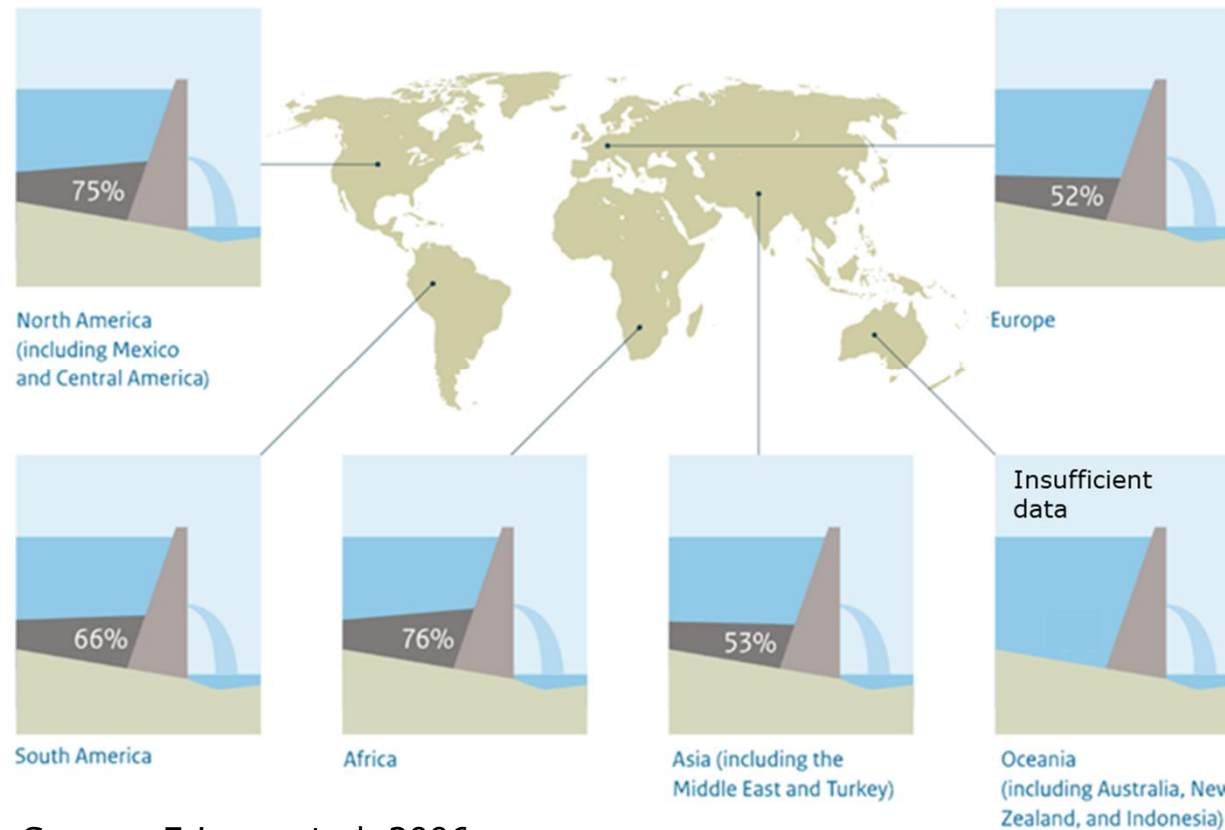 75%
North America
(including Mexico
and Central America)
52%
Europe
66%
South America
76%
Africa
53%
Asia (including the
Middle East and Turkey)
Insufficient
data
Oceania
(including Australia, New
Zealand, and Indonesia)